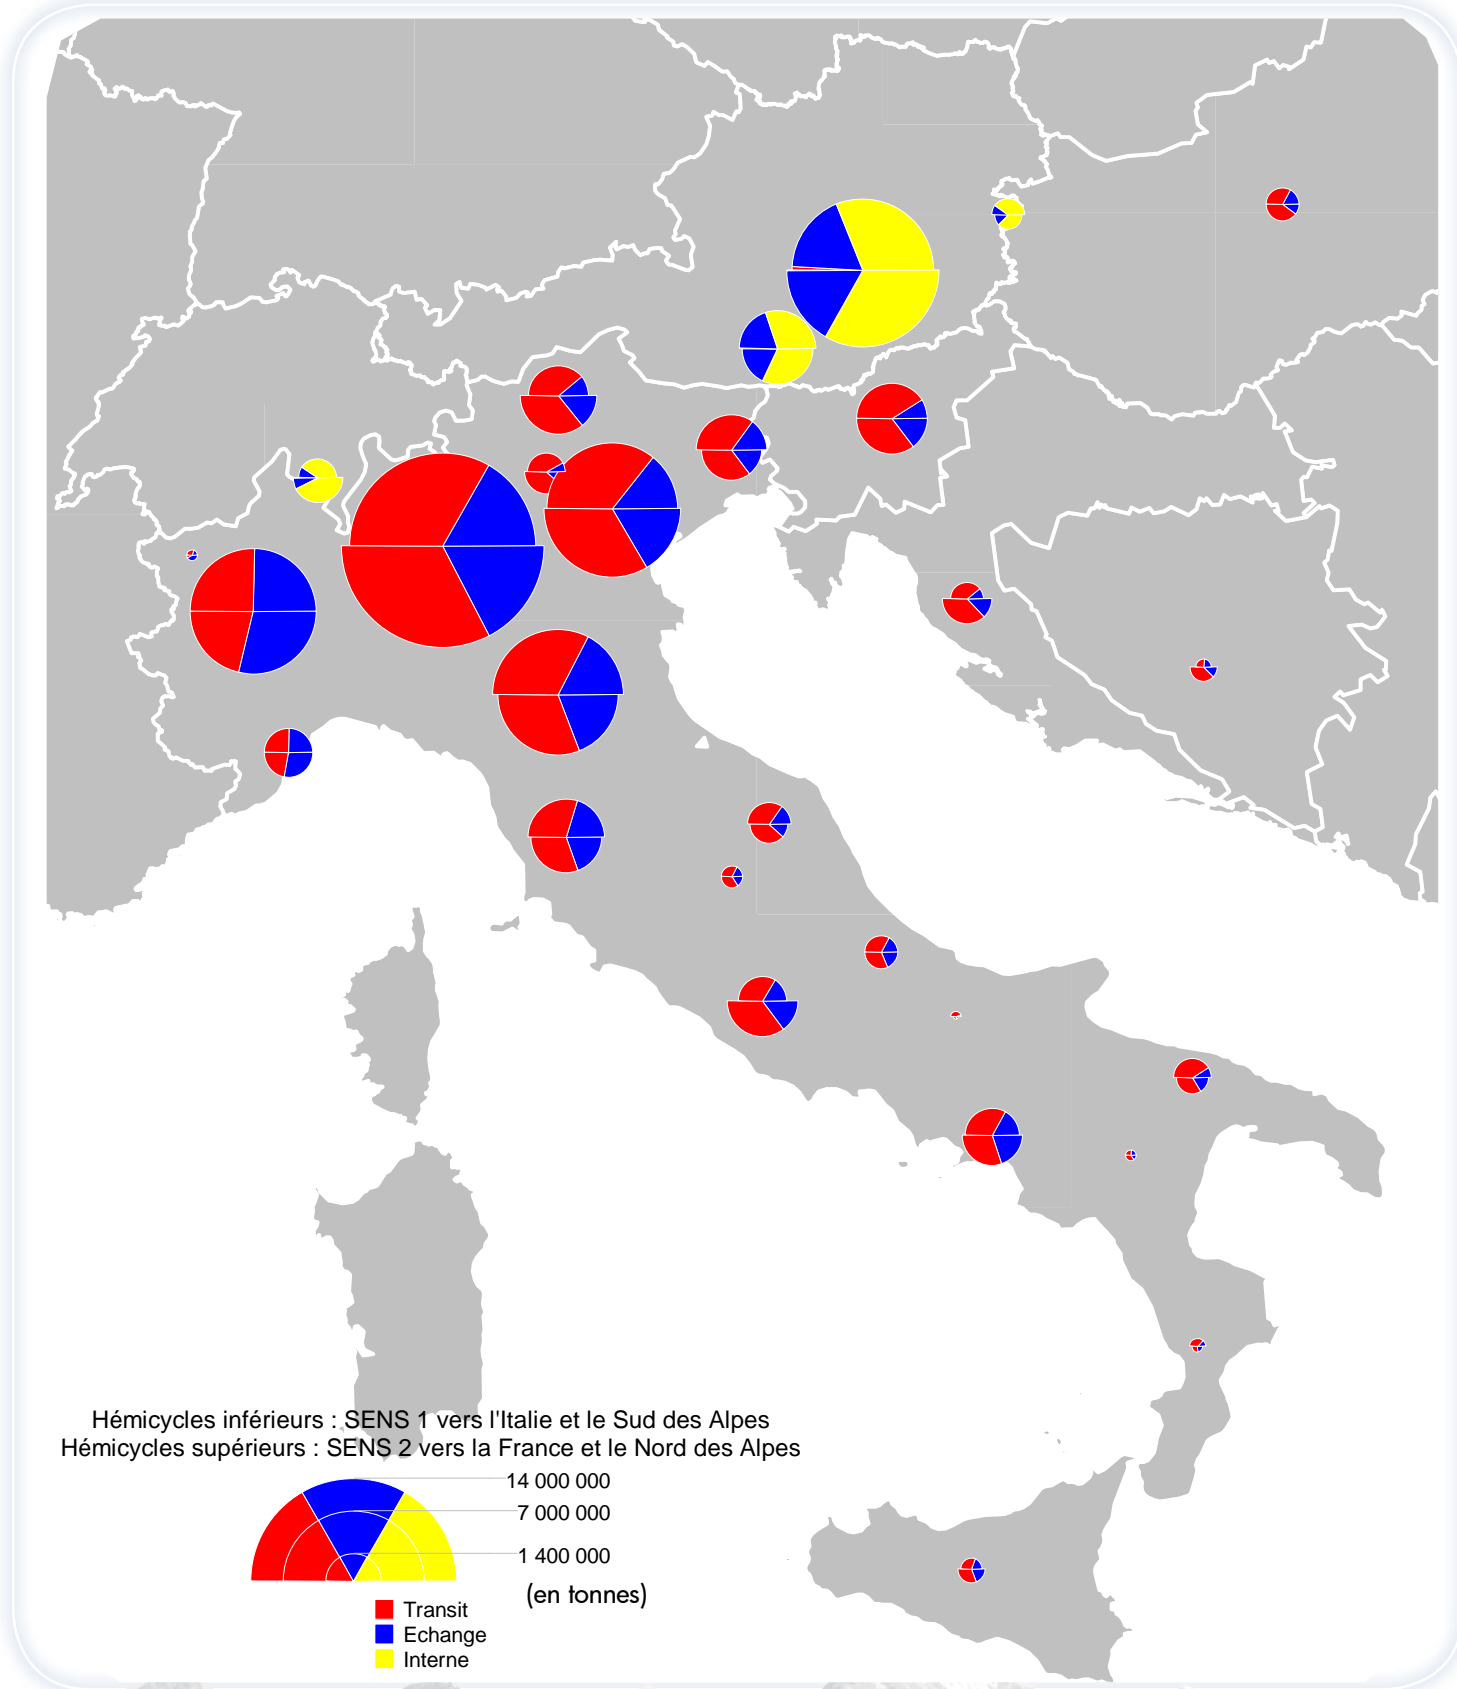 Hémicycles inférieurs : SENS 1 vers l'Italie et le Sud des Alpes
Hémicycles supérieurs : SENS 2 vers la France et le Nord des Alpes
14 000 000
7 000 000
1 400 000
(en tonnes)
Transit
Echange
Interne